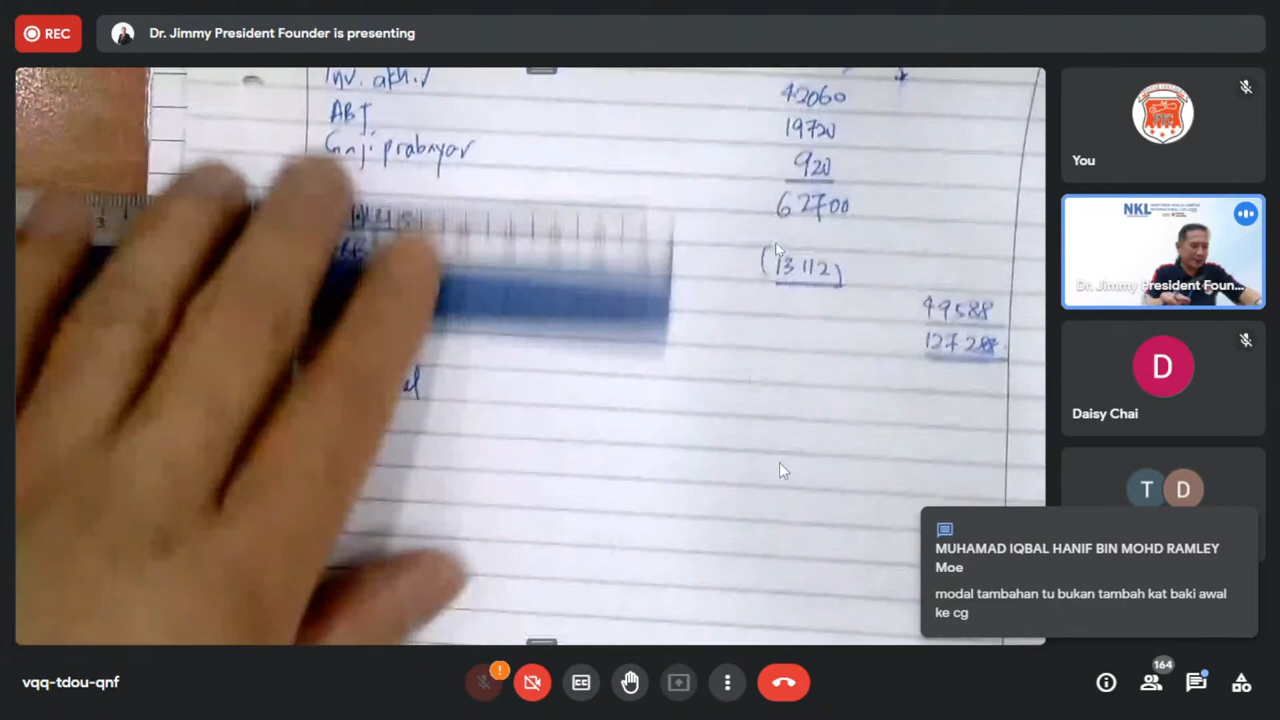 REC
Dr. Jimmy President Founder is presenting
Inv. akhir
42060
ABT
19720
Gaji prabayar
920
62700
(13112)
49588
127288
You
NKL
Dr. Jimmy President Foun...
D
Daisy Chai
T D
MUHAMAD IQBAL HANIF BIN MOHD RAMLEY
Moe
modal tambahan tu bukan tambah kat baki awal
ke cg
vqq-tdou-qnf
164